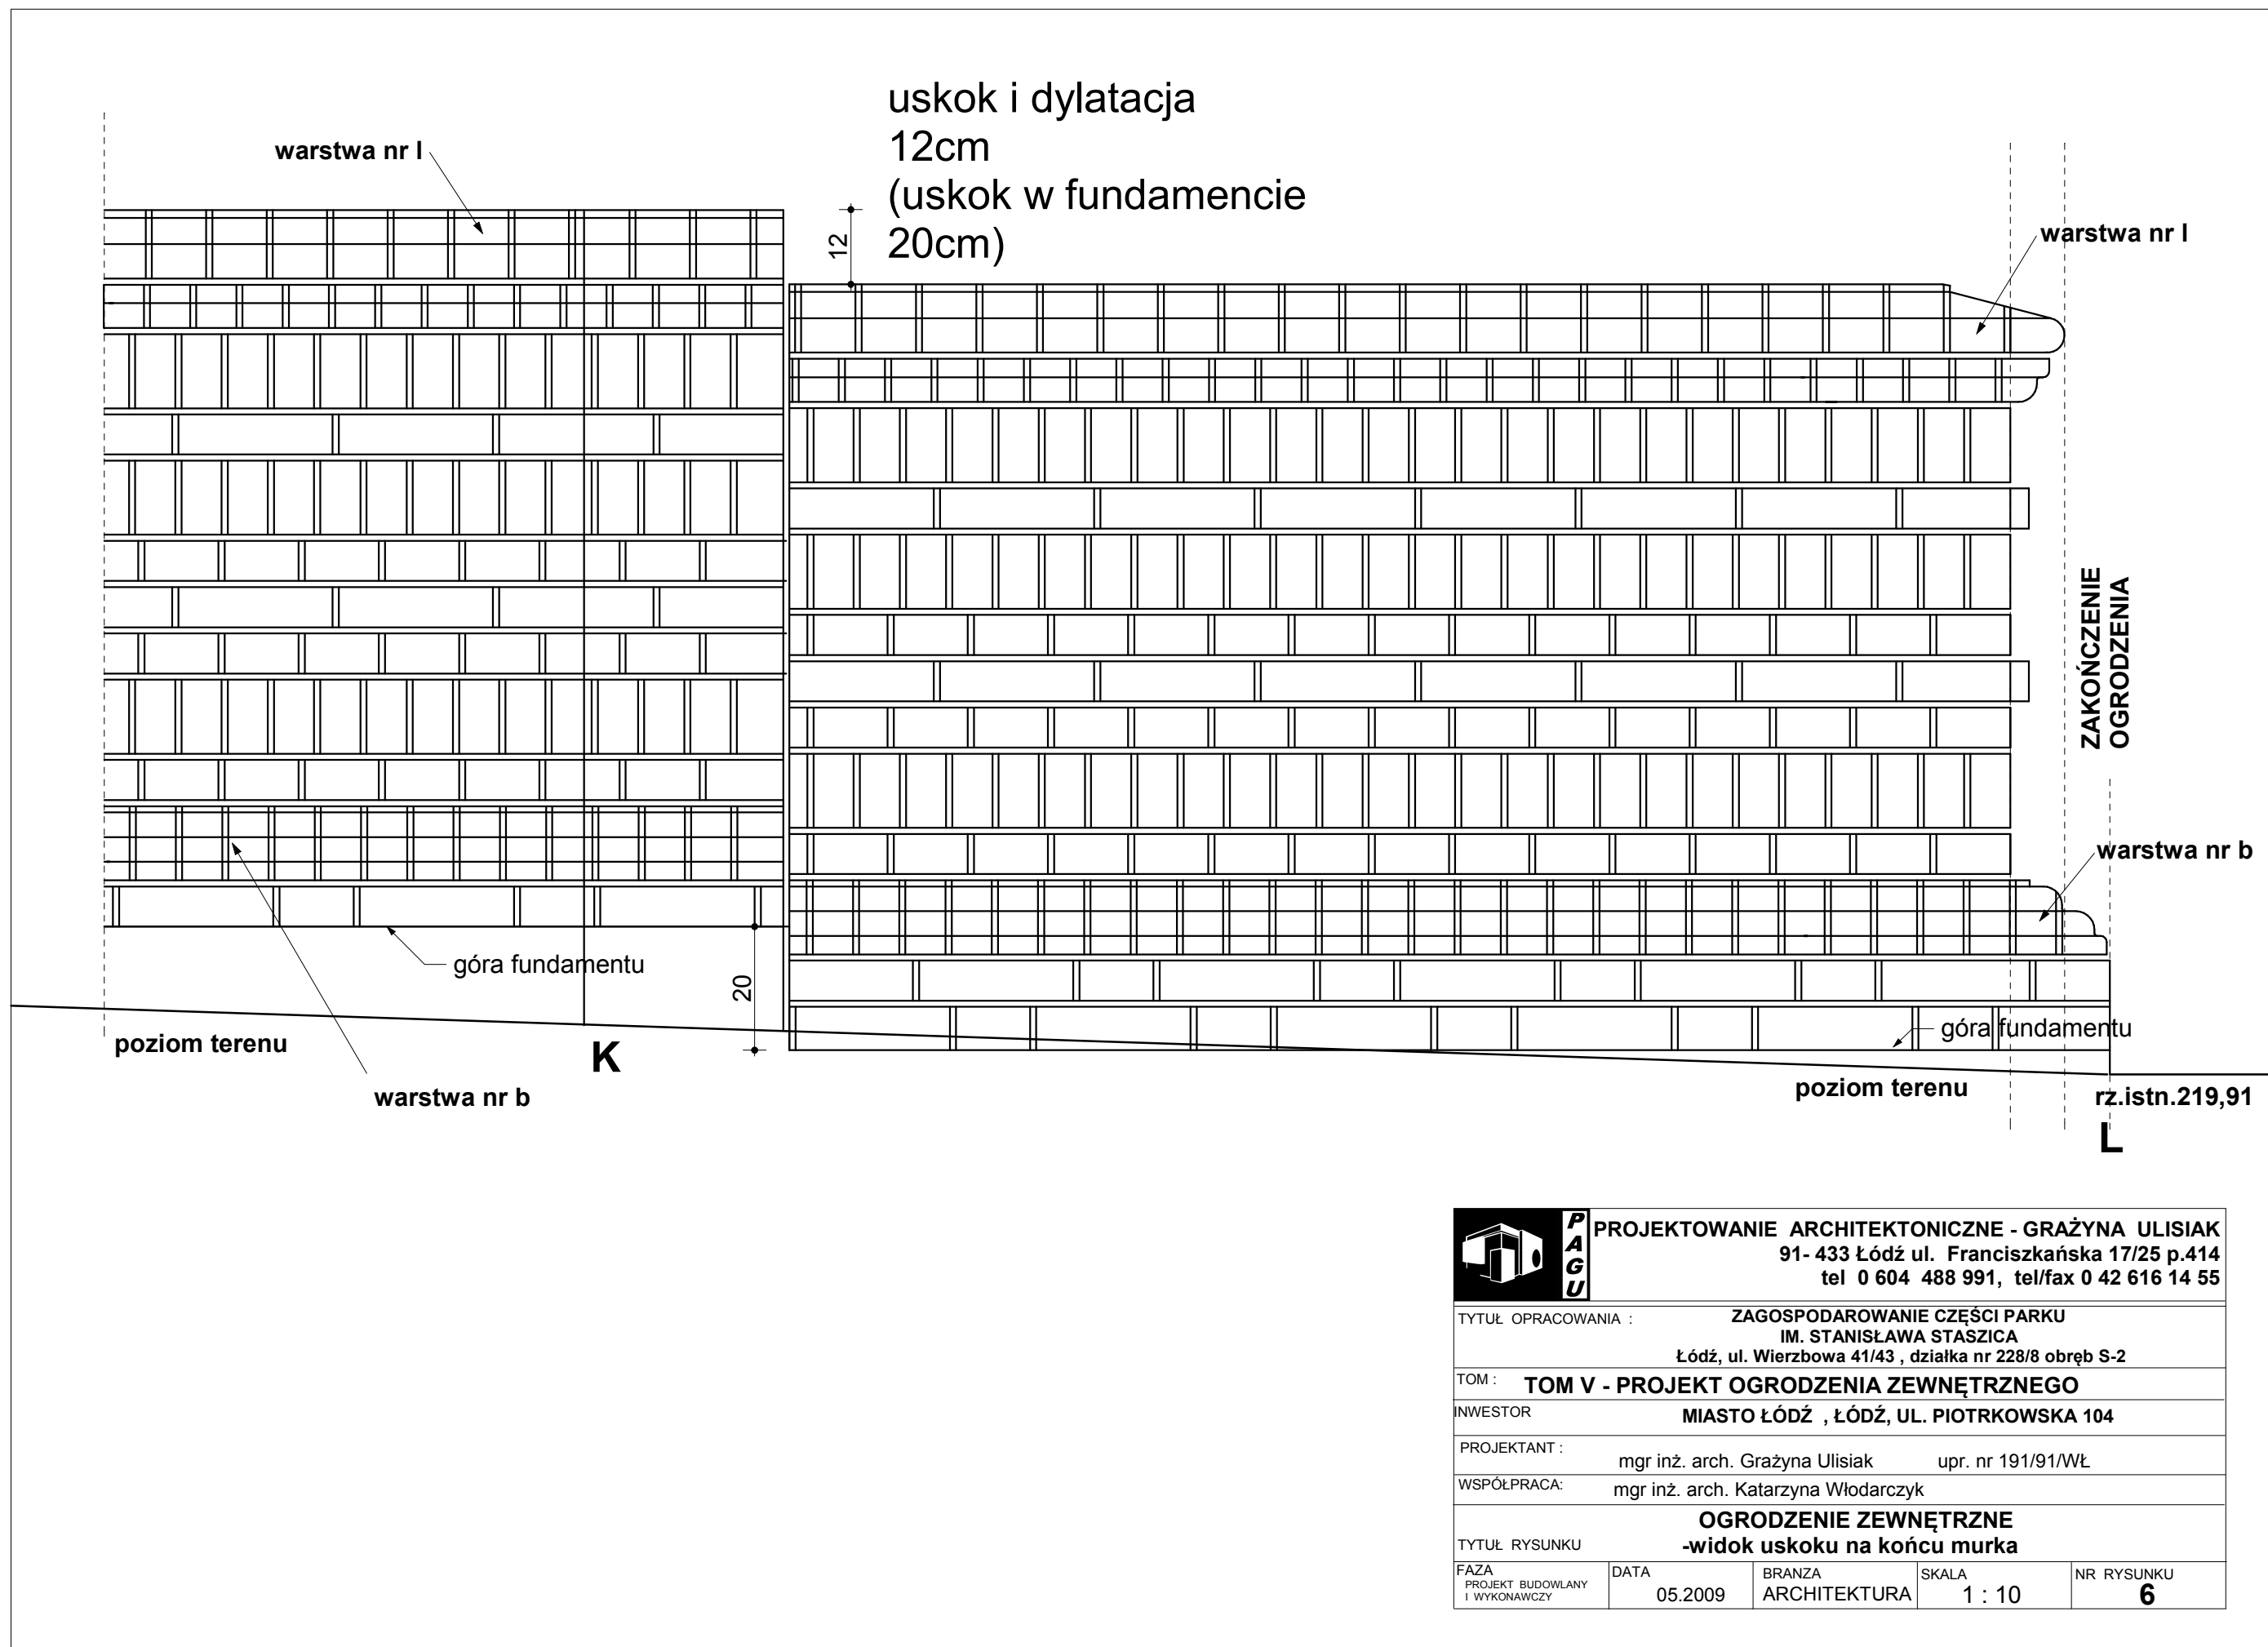 uskok i dylatacja
12cm
(uskok w fundamencie
20cm)
warstwa nr l
12
warstwa nr l
ZAKOŃCZENIE
OGRODZENIA
warstwa nr b
góra fundamentu
20
góra fundamentu
poziom terenu
K
warstwa nr b
poziom terenu
rz.istn.219,91
L
PAGU
PROJEKTOWANIE ARCHITEKTONICZNE - GRAŻYNA ULISIAK
91- 433 Łódź ul. Franciszkańska 17/25 p.414
tel 0 604 488 991, tel/fax 0 42 616 14 55
TYTUŁ OPRACOWANIA : ZAGOSPODAROWANIE CZĘŚCI PARKU
IM. STANISŁAWA STASZICA
Łódź, ul. Wierzbowa 41/43 , działka nr 228/8 obręb S-2
TOM : TOM V - PROJEKT OGRODZENIA ZEWNĘTRZNEGO
INWESTOR MIASTO ŁÓDŹ , ŁÓDŹ, UL. PIOTRKOWSKA 104
PROJEKTANT : mgr inż. arch. Grażyna Ulisiak upr. nr 191/91/WŁ
WSPÓŁPRACA: mgr inż. arch. Katarzyna Włodarczyk
OGRODZENIE ZEWNĘTRZNE
TYTUŁ RYSUNKU -widok uskoku na końcu murka
FAZA
PROJEKT BUDOWLANY
I WYKONAWCZY
DATA
05.2009
BRANZA
ARCHITEKTURA
SKALA
1 : 10
NR RYSUNKU
6